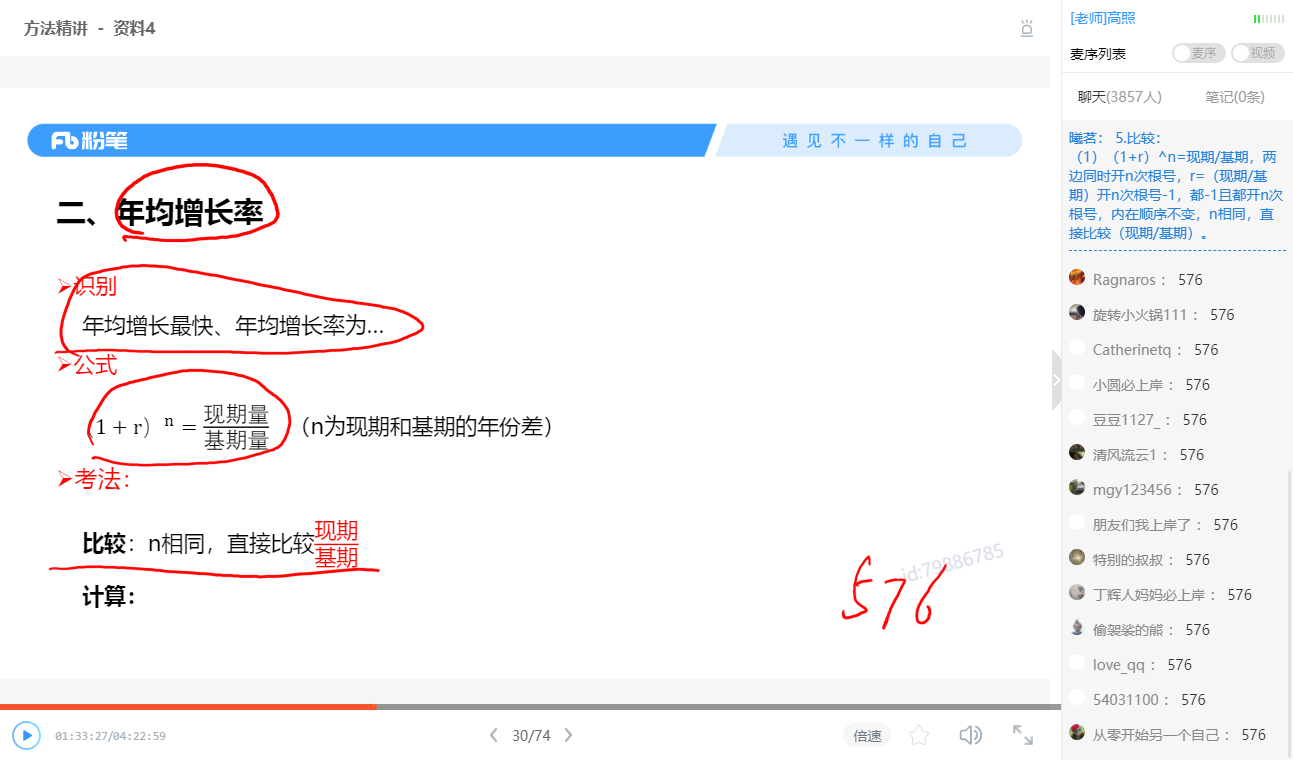 方法精讲 - 资料4
粉笔
遇见不一样的自己
二、年均增长率
➢识别
年均增长最快、年均增长率为...
➢公式
（1+r）ⁿ=现期量/基期量 （n为现期和基期的年份差）
➢考法：
比较：n相同，直接比较现期/基期
计算：
576
id:79886785
01:33:27/04:22:59
30/74
倍速
[老师]高照
麦序列表
麦序
视频
聊天(3857人)
笔记(0条)
曦茗： 5.比较：
（1）（1+r）^n=现期/基期，两
边同时开n次根号，r=（现期/基
期）开n次根号-1，都-1且都开n次
根号，内在顺序不变，n相同，直
接比较（现期/基期）。
Ragnaros： 576
旋转小火锅111： 576
Catherinetq： 576
小圆必上岸： 576
豆豆1127_： 576
清风流云1： 576
mgy123456： 576
朋友们我上岸了： 576
特别的叔叔： 576
丁辉人妈妈必上岸： 576
偷袈裟的熊： 576
love_qq： 576
54031100： 576
从零开始另一个自己： 576